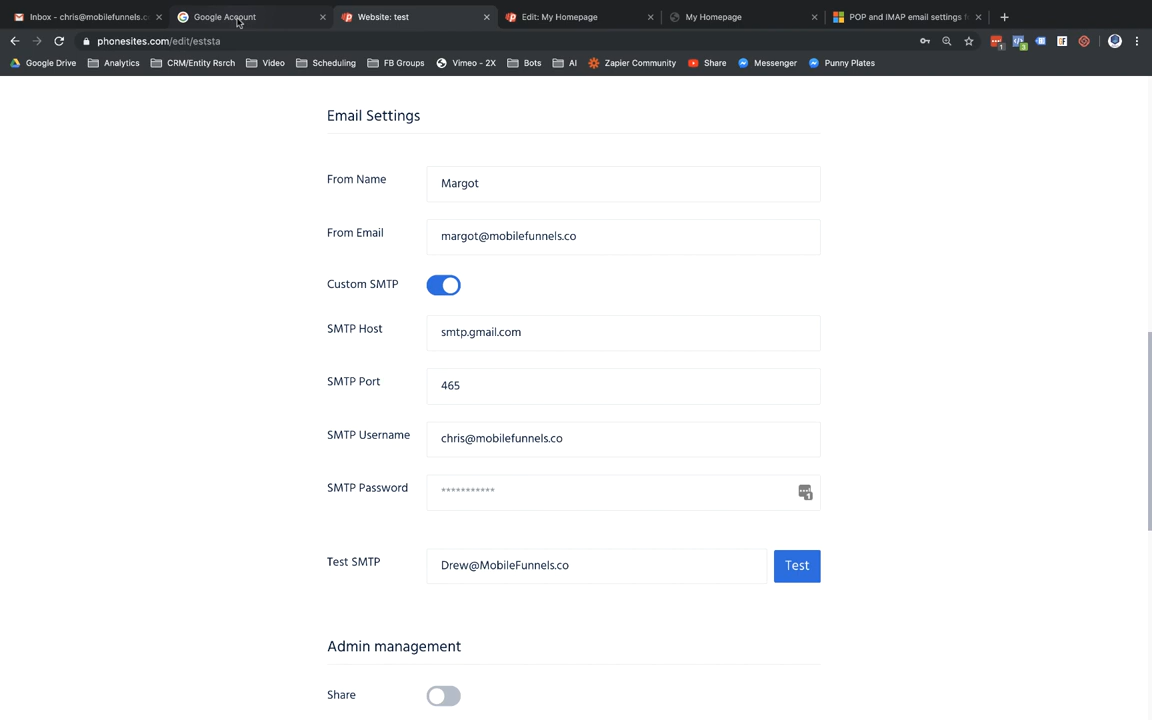 Inbox - chris@mobilefunnels.c
Google Account
Website: test
Edit: My Homepage
My Homepage
POP and IMAP email settings f
phonesites.com/edit/eststa
Google Drive
Analytics
CRM/Entity Rsrch
Video
Scheduling
FB Groups
Vimeo - 2X
Bots
AI
Zapier Community
Share
Messenger
Punny Plates
Email Settings
From Name
Margot
From Email
margot@mobilefunnels.co
Custom SMTP
SMTP Host
smtp.gmail.com
SMTP Port
465
SMTP Username
chris@mobilefunnels.co
SMTP Password
***********
Test SMTP
Drew@MobileFunnels.co
Test
Admin management
Share